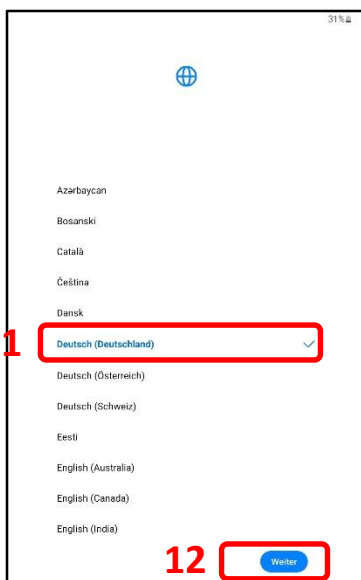 31%
Azərbaycan
Bosanski
Català
Čeština
Dansk
1
Deutsch (Deutschland)
Deutsch (Österreich)
Deutsch (Schweiz)
Eesti
English (Australia)
English (Canada)
English (India)
12
Weiter